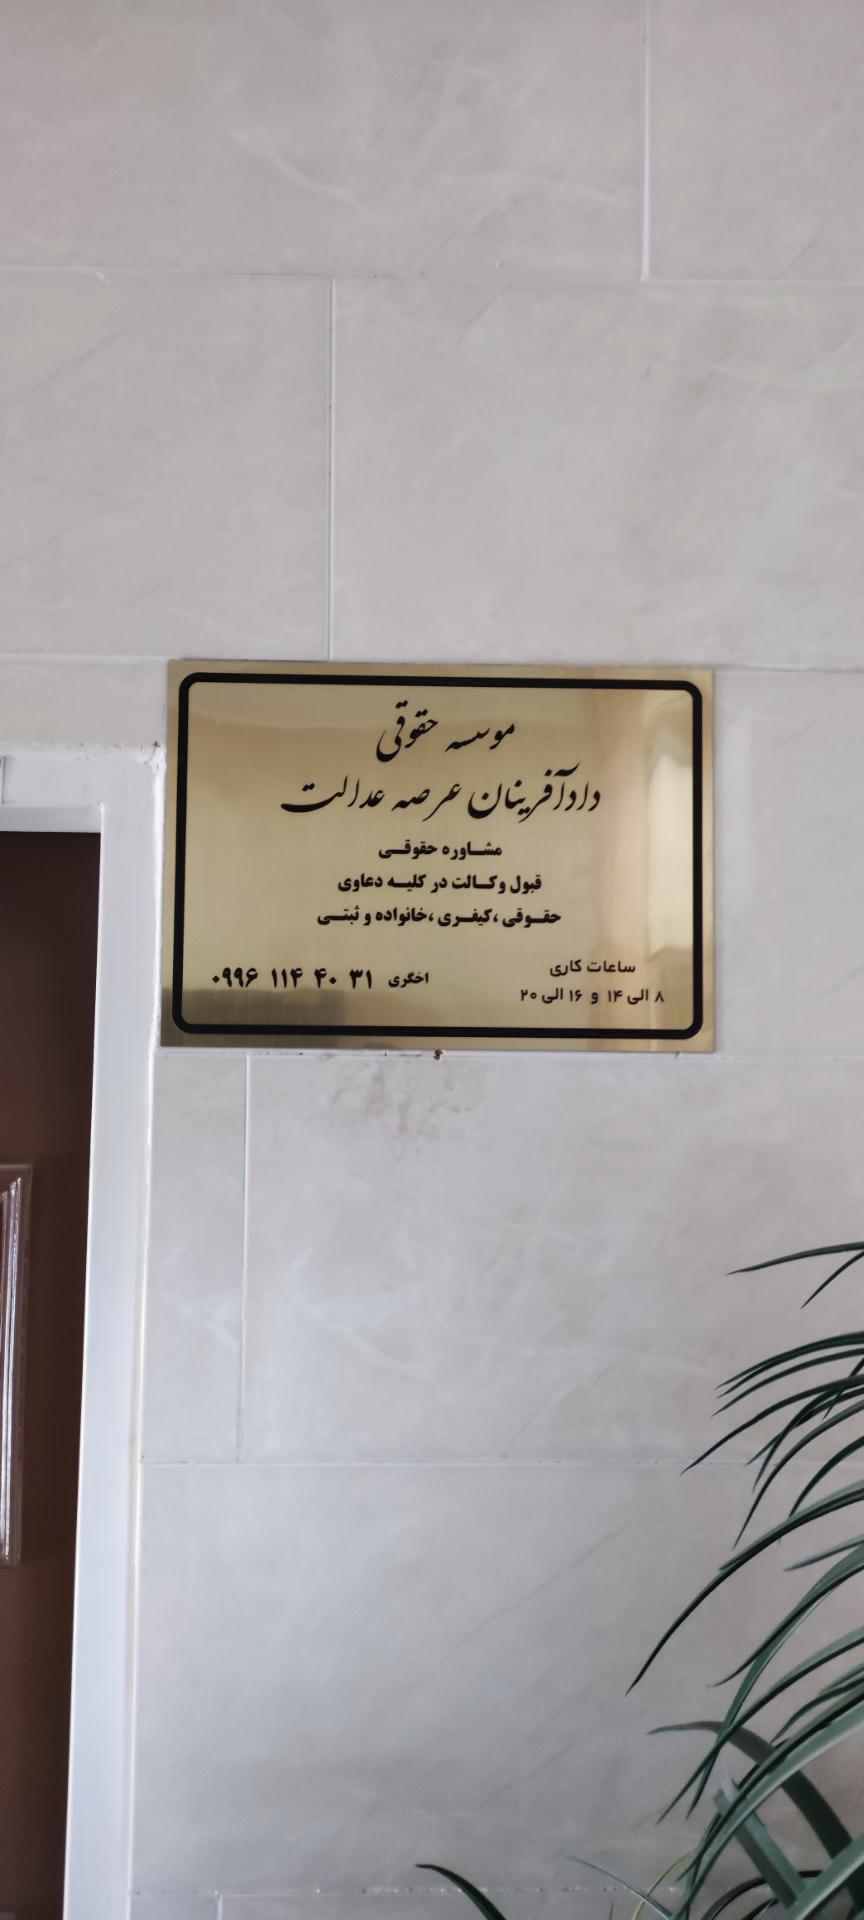 موسسه حقوقی
دادآفرینان عرصه عدالت
مشاوره حقوقی
قبول وکالت در کلیه دعاوی
حقوقی ،کیفری ،خانواده و ثبتی
ساعات کاری
۸ الی ۱۴ و ۱۶ الی ۲۰
اخگری ۰۹۹۶ ۱۱۴ ۴۰ ۳۱